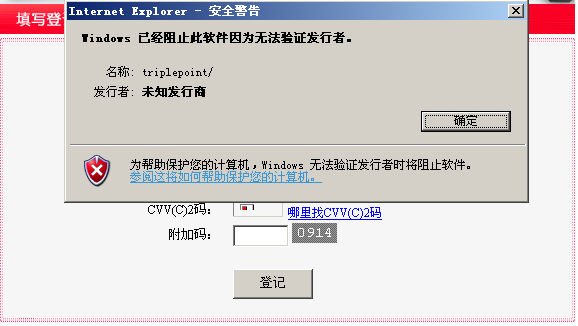 填写登
Internet Explorer - 安全警告
Windows 已经阻止此软件因为无法验证发行者。
名称: triplepoint/
发行者: 未知发行商
确定
为帮助保护您的计算机，Windows 无法验证发行者时将阻止软件。
参阅这将如何帮助保护您的计算机。
CVV(C)2码: 哪里找CVV(C)2码
附加码: 0914
登记